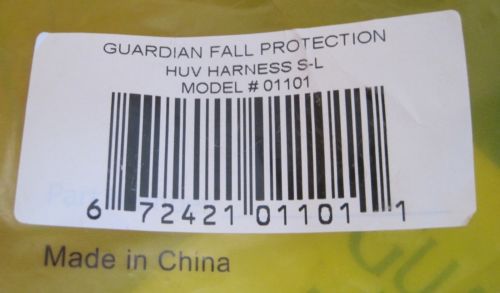 GUARDIAN FALL PROTECTION
HUV HARNESS S-L
MODEL # 01101
6 72421 01101 1
Made in China